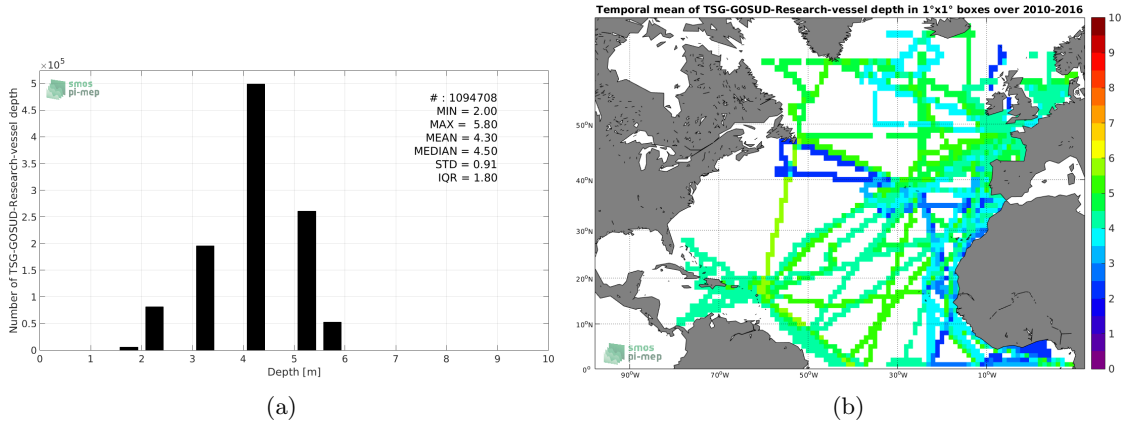 Temporal mean of TSG-GOSUD-Research-vessel depth in 1°x1° boxes over 2010-2016
×10⁵
smos
pi-mep
# : 1094708
MIN = 2.00
MAX = 5.80
MEAN = 4.30
MEDIAN = 4.50
STD = 0.91
IQR = 1.80
Number of TSG-GOSUD-Research-vessel depth
5
4.5
4
3.5
3
2.5
2
1.5
1
0.5
0
0 1 2 3 4 5 6 7 8 9 10
Depth [m]
(a)
50°N
40°N
30°N
20°N
10°N
0°
90°W 70°W 50°W 30°W 10°W
smos
pi-mep
10
9
8
7
6
5
4
3
2
1
0
(b)